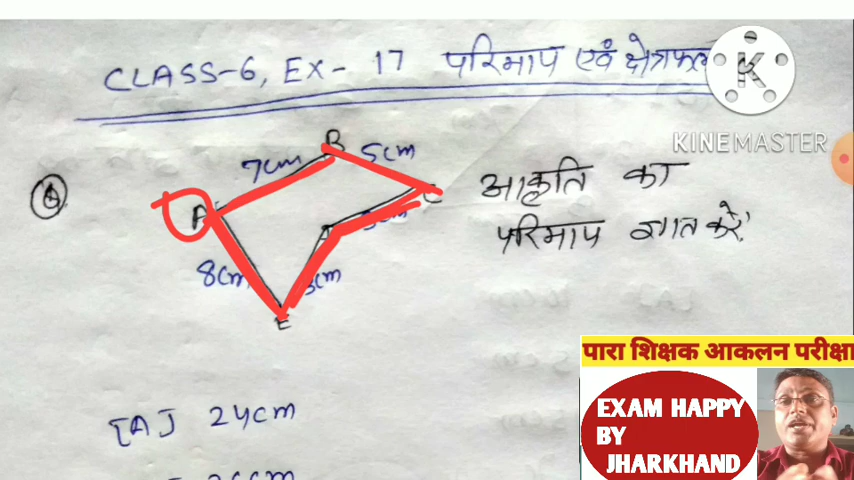 CLASS-6, EX- 17 परिमाप एवं क्षेत्रफल
K
KINEMASTER
B
7cm
5cm
A
आकृति का
परिमाप ज्ञात करें
8cm
3cm
E
[A] 24cm
पारा शिक्षक आकलन परीक्षा
EXAM HAPPY
BY
JHARKHAND